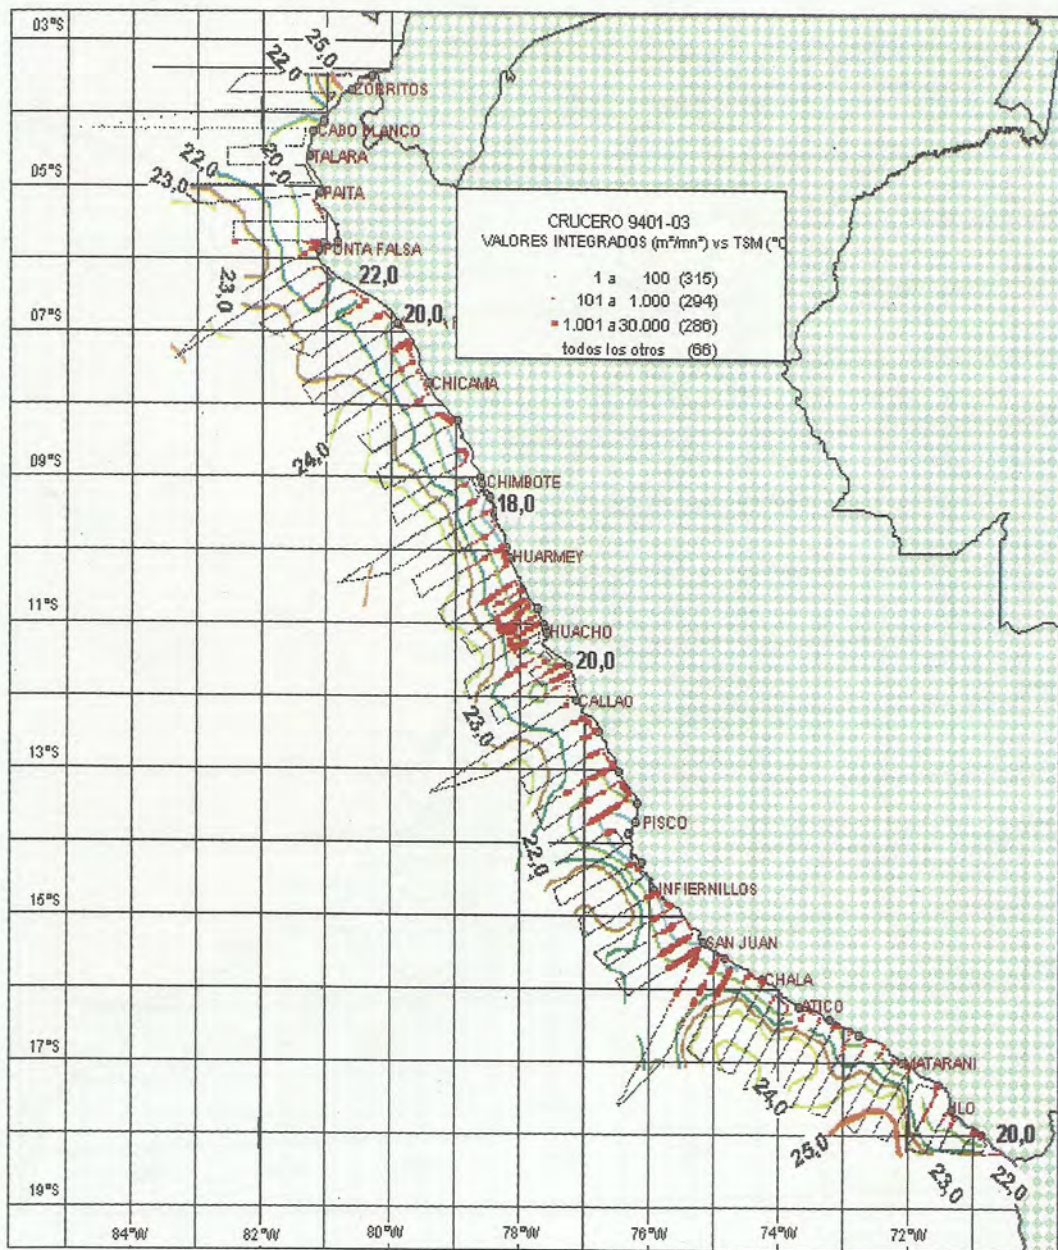 03°S
25,0
22,0
ZORRITOS
CABO BLANCO
TALARA
20,0
05°S
22,0
23,0
PAITA
PUNTA FALSA
CRUCERO 9401-03
VALORES INTEGRADOS (m²/mn²) vs TSM (°C
1 a 100 (315)
101 a 1.000 (294)
1.001 a 30.000 (286)
todos los otros (66)
22,0
23,0
20,0
07°S
CHICAMA
24,0
09°S
CHIMBOTE
18,0
HUARMEY
11°S
HUACHO
20,0
CALLAO
23,0
13°S
PISCO
22,0
INFIERNILLOS
15°S
SAN JUAN
CHALA
ATICO
17°S
MATARANI
24,0
ILO
25,0
20,0
22,0
23,0
19°S
84°W
82°W
80°W
78°W
76°W
74°W
72°W